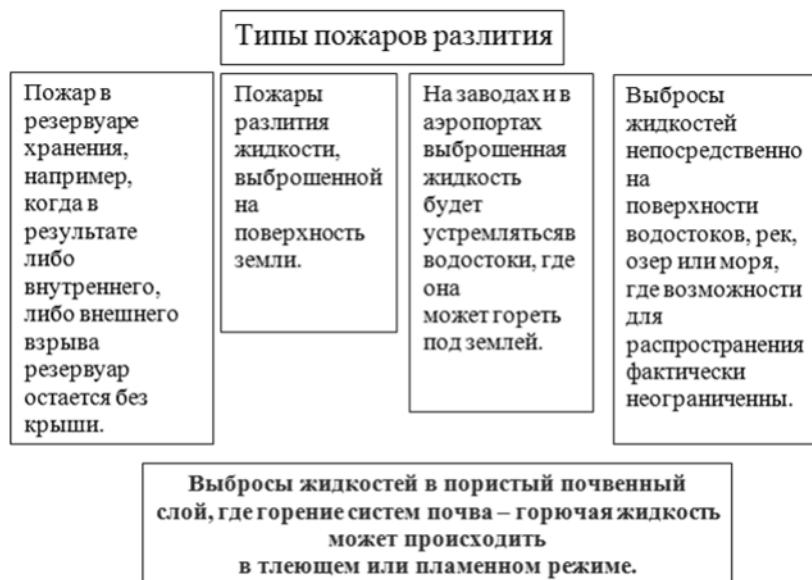 Типы пожаров разлития
Пожар в
резервуаре
хранения,
например,
когда в
результате
либо
внутреннего,
либо внешнего
взрыва
резервуар
остается без
крыши.
Пожары
разлития
жидкости,
выброшенной
на
поверхность
земли.
На заводах и в
аэропортах
выброшенная
жидкость
будет
устремлятьсяв
водостоки, где
она
может гореть
под землей.
Выбросы
жидкостей
непосредственно
на
поверхности
водостоков, рек,
озер или моря,
где возможности
для
распространения
фактически
неограниченны.
Выбросы жидкостей в пористый почвенный
слой, где горение систем почва – горючая жидкость
может происходить
в тлеющем или пламенном режиме.